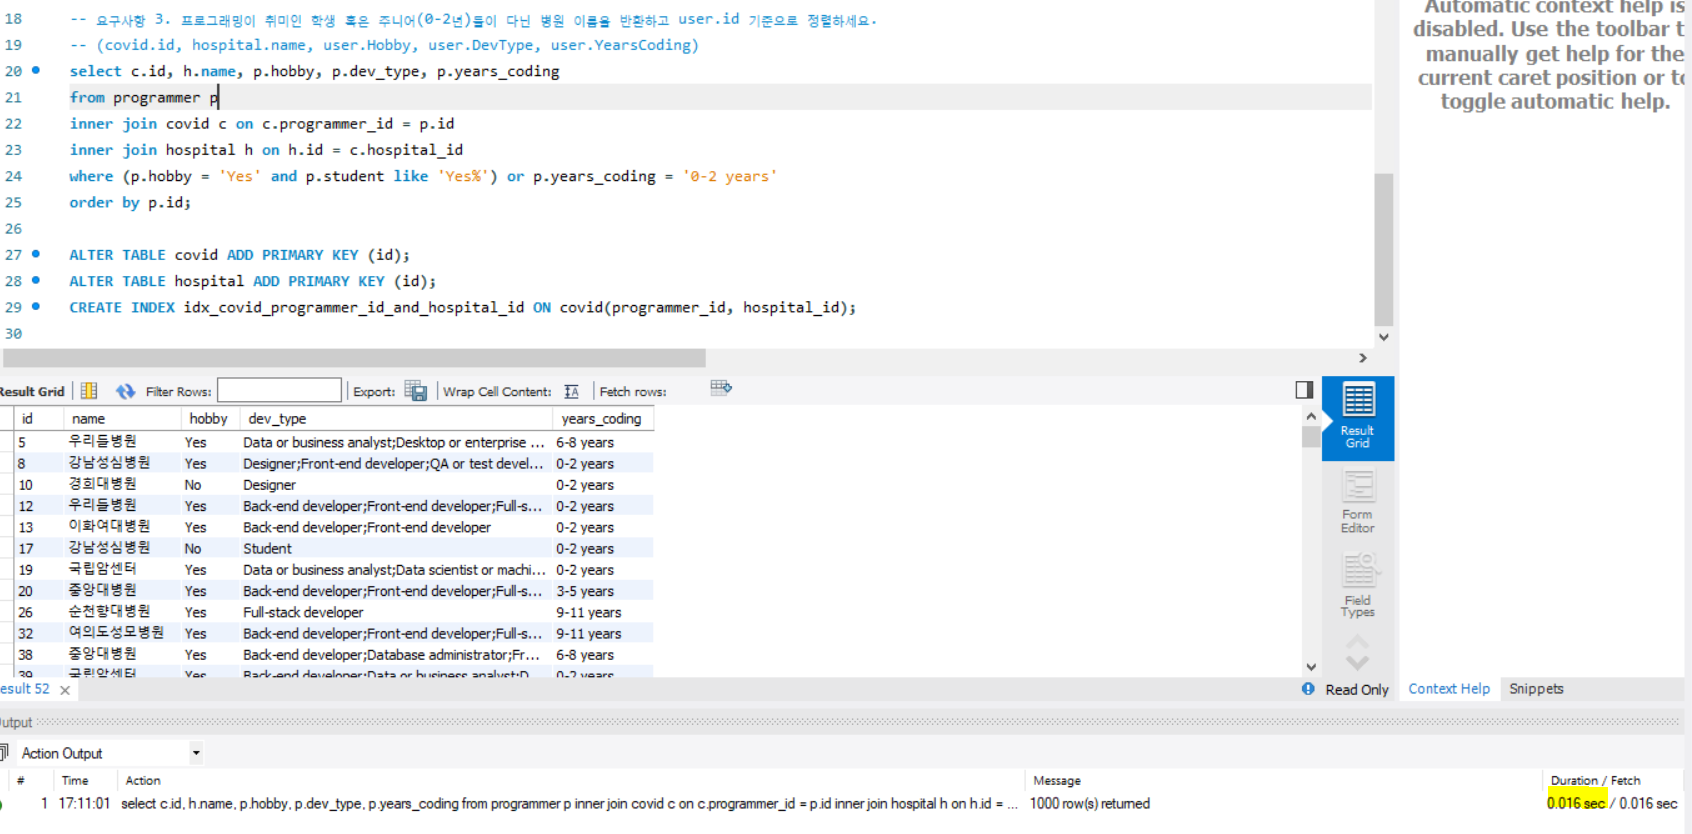 18 -- 요구사항 3. 프로그래밍이 취미인 학생 혹은 주니어(0-2년)들이 다닌 병원 이름을 반환하고 user.id 기준으로 정렬하세요.
19 -- (covid.id, hospital.name, user.Hobby, user.DevType, user.YearsCoding)
20 select c.id, h.name, p.hobby, p.dev_type, p.years_coding
21 from programmer p
22 inner join covid c on c.programmer_id = p.id
23 inner join hospital h on h.id = c.hospital_id
24 where (p.hobby = 'Yes' and p.student like 'Yes%') or p.years_coding = '0-2 years'
25 order by p.id;
26
27 ALTER TABLE covid ADD PRIMARY KEY (id);
28 ALTER TABLE hospital ADD PRIMARY KEY (id);
29 CREATE INDEX idx_covid_programmer_id_and_hospital_id ON covid(programmer_id, hospital_id);
30
Automatic context help is
disabled. Use the toolbar t
manually get help for the
current caret position or to
toggle automatic help.
Result Grid Filter Rows: Export: Wrap Cell Content: Fetch rows:
id name hobby dev_type years_coding
5 우리들병원 Yes Data or business analyst;Desktop or enterprise ... 6-8 years
8 강남성심병원 Yes Designer;Front-end developer;QA or test devel... 0-2 years
10 경희대병원 No Designer 0-2 years
12 우리들병원 Yes Back-end developer;Front-end developer;Full-s... 0-2 years
13 이화여대병원 Yes Back-end developer;Front-end developer 0-2 years
17 강남성심병원 No Student 0-2 years
19 국립암센터 Yes Data or business analyst;Data scientist or machi... 0-2 years
20 중앙대병원 Yes Back-end developer;Front-end developer;Full-s... 3-5 years
26 순천향대병원 Yes Full-stack developer 9-11 years
32 여의도성모병원 Yes Back-end developer;Front-end developer;Full-s... 9-11 years
38 중앙대병원 Yes Back-end developer;Database administrator;Fr... 6-8 years
39 국립암센터 Yes Back-end developer;Data or business analyst;D 0-2 years
Result
Grid
Form
Editor
Field
Types
esult 52
Read Only
Context Help Snippets
utput
Action Output
# Time Action Message Duration / Fetch
1 17:11:01 select c.id, h.name, p.hobby, p.dev_type, p.years_coding from programmer p inner join covid c on c.programmer_id = p.id inner join hospital h on h.id = ... 1000 row(s) returned 0.016 sec / 0.016 sec